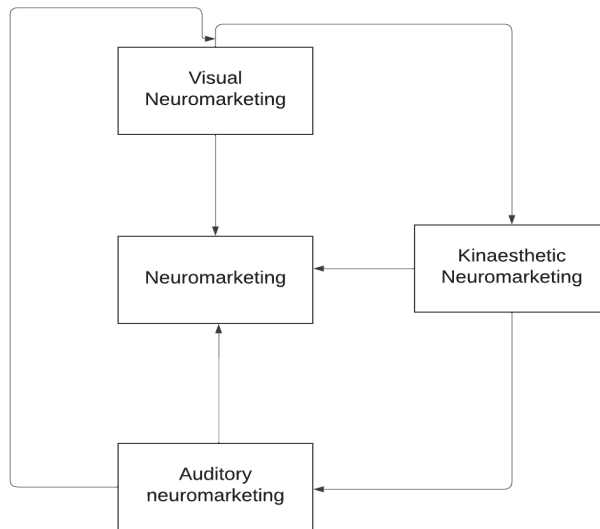 Visual
Neuromarketing
Neuromarketing
Kinaesthetic
Neuromarketing
Auditory
neuromarketing